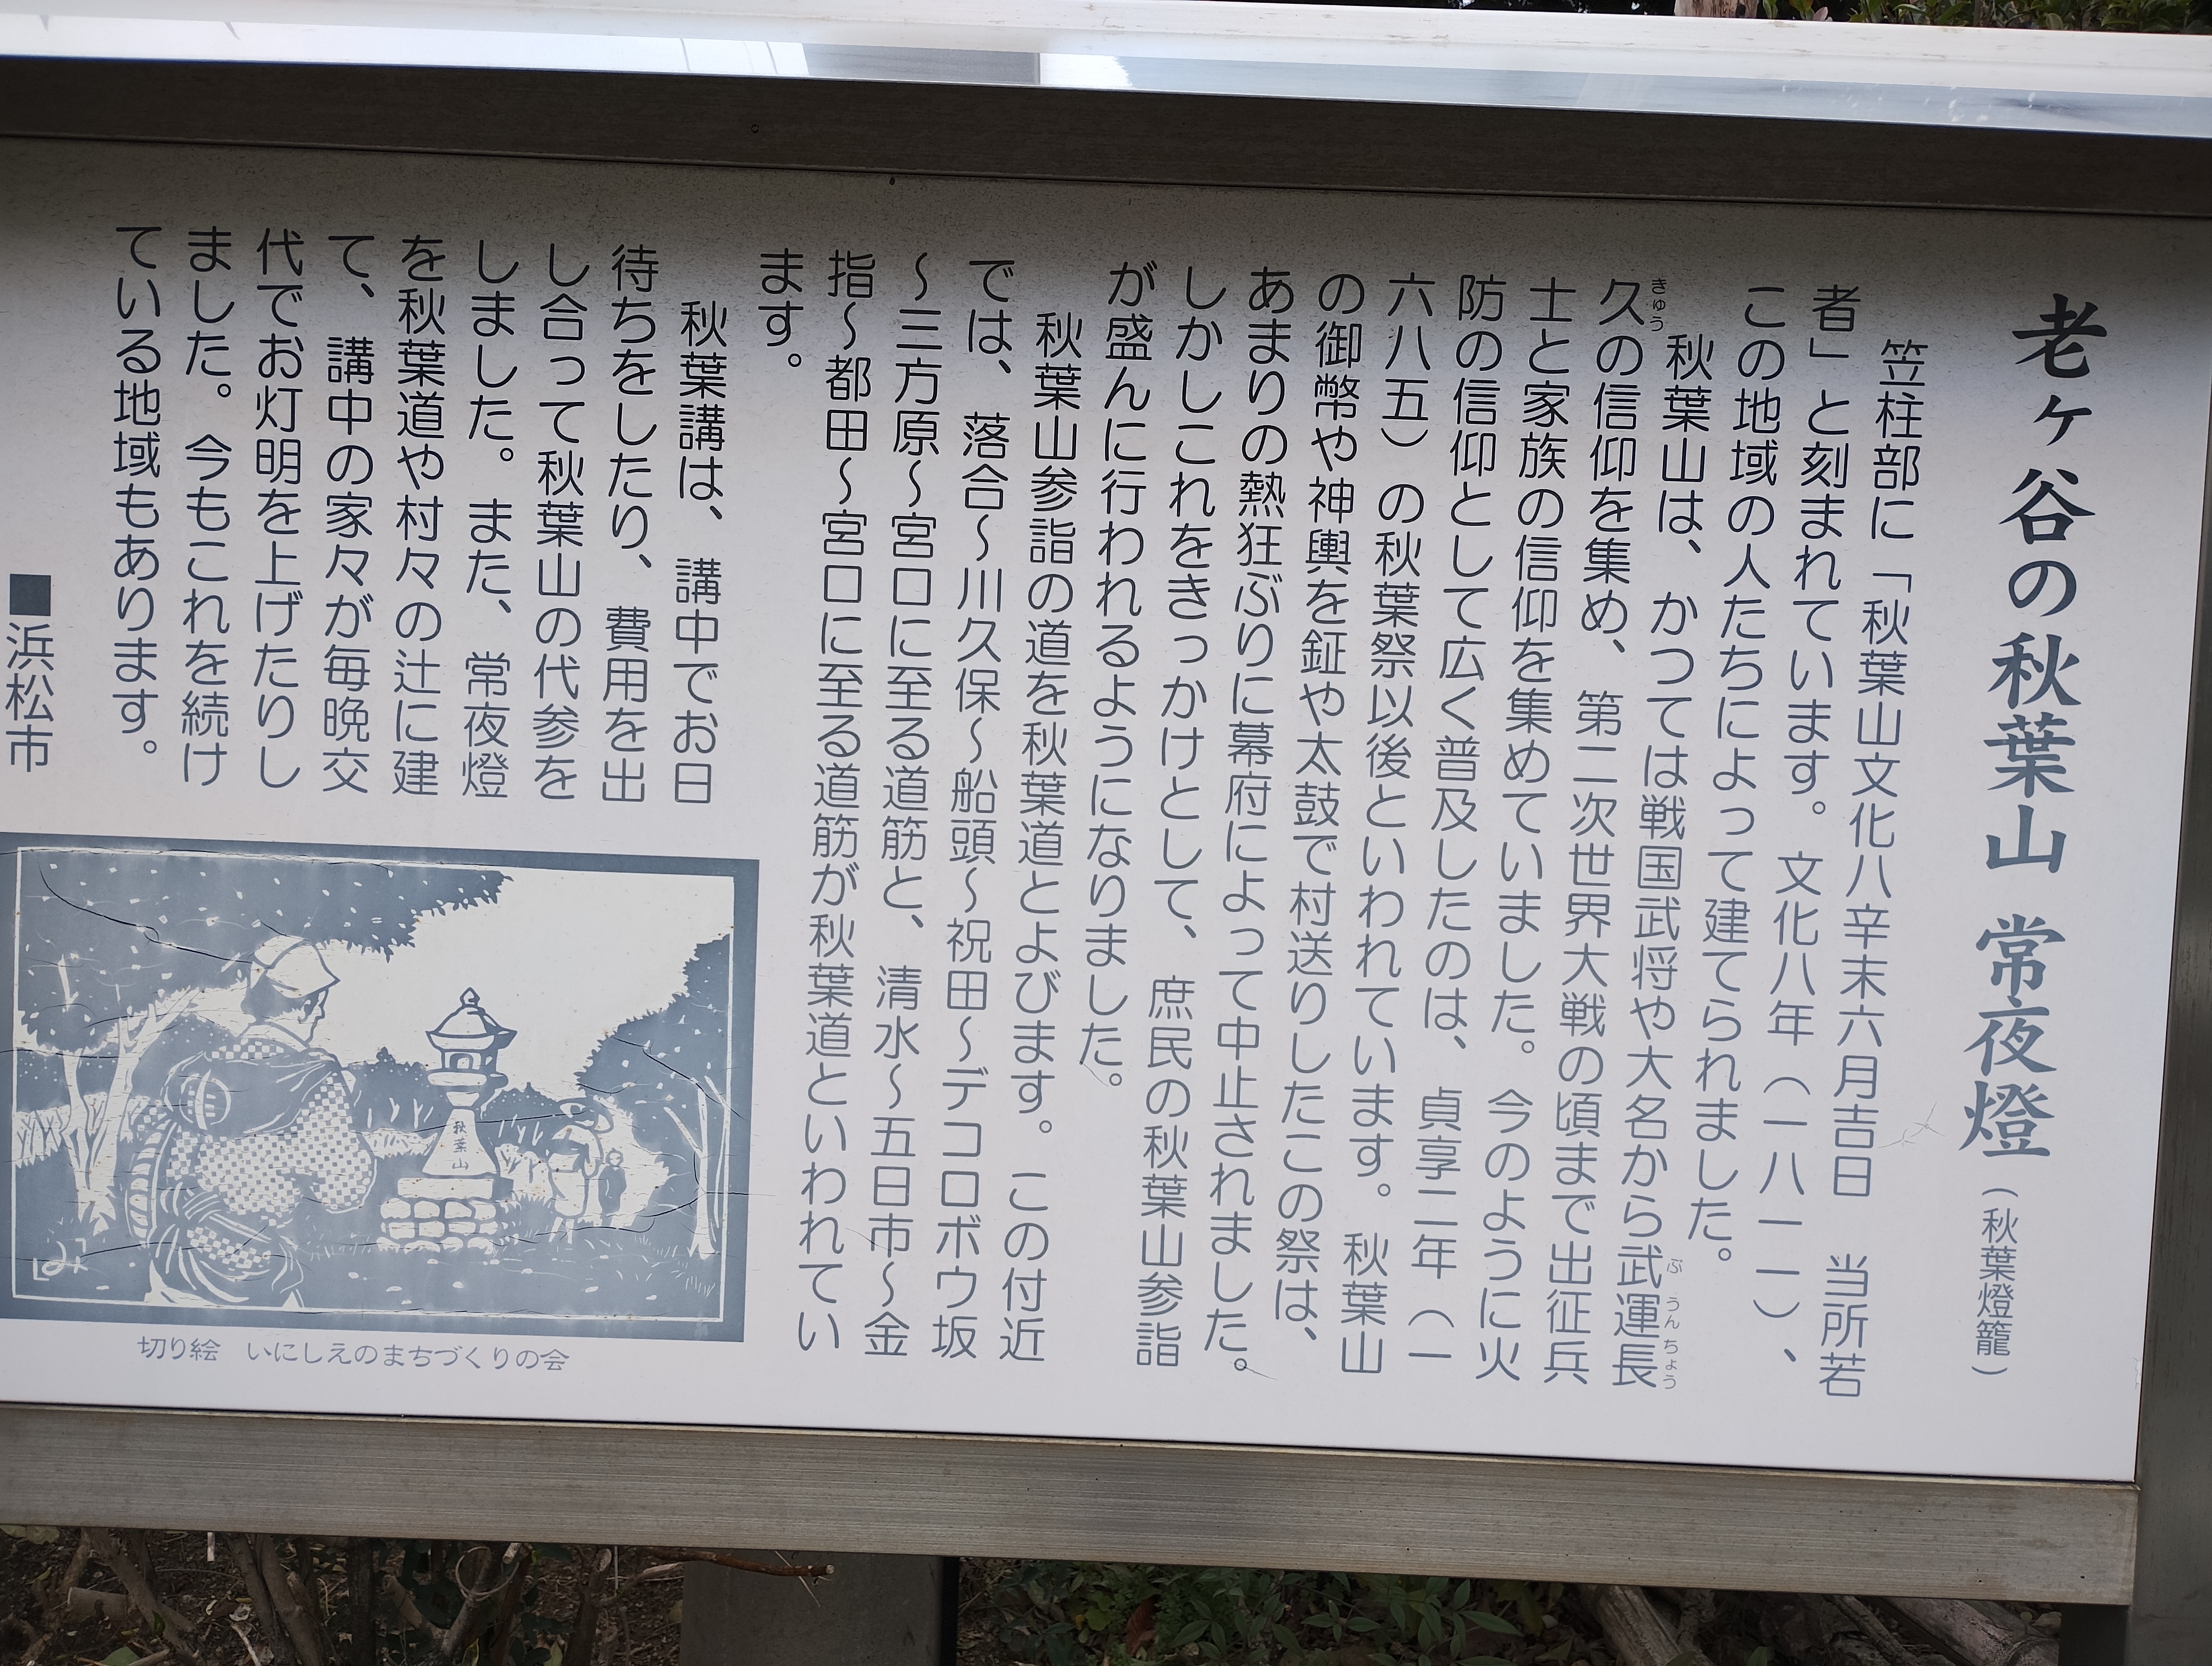 老ヶ谷の秋葉山 常夜燈（秋葉燈籠）
笠柱部に「秋葉山文化八辛末六月吉日　当所若
者」と刻まれています。文化八年（一八一一）、
この地域の人たちによって建てられました。
秋葉山は、かつては戦国武将や大名から武運長
ぶ うんちょう
久の信仰を集め、第二次世界大戦の頃まで出征兵
きゅう
士と家族の信仰を集めていました。今のように火
防の信仰として広く普及したのは、貞享二年（一
六八五）の秋葉祭以後といわれています。秋葉山
の御幣や神輿を鉦や太鼓で村送りしたこの祭は、
あまりの熱狂ぶりに幕府によって中止されました。
しかしこれをきっかけとして、庶民の秋葉山参詣
が盛んに行われるようになりました。
秋葉山参詣の道を秋葉道とよびます。この付近
では、落合～川久保～船頭～祝田～デコロボウ坂
～三方原～宮口に至る道筋と、清水～五日市～金
指～都田～宮口に至る道筋が秋葉道といわれてい
ます。
秋葉講は、講中でお日
待ちをしたり、費用を出
し合って秋葉山の代参を
しました。また、常夜燈
を秋葉道や村々の辻に建
て、講中の家々が毎晩交
代でお灯明を上げたりし
ました。今もこれを続け
ている地域もあります。
■浜松市
秋葉山
み
切り絵　いにしえのまちづくりの会